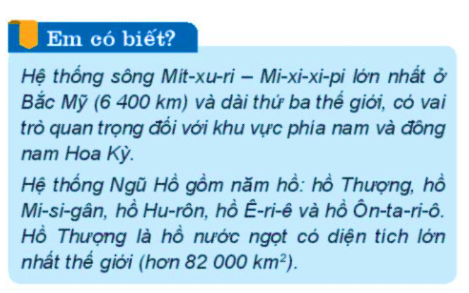 Em có biết?
Hệ thống sông Mít-xu-ri – Mi-xi-xi-pi lớn nhất ở
Bắc Mỹ (6 400 km) và dài thứ ba thế giới, có vai
trò quan trọng đối với khu vực phía nam và đông
nam Hoa Kỳ.
Hệ thống Ngũ Hồ gồm năm hồ: hồ Thượng, hồ
Mi-si-gân, hồ Hu-rôn, hồ Ê-ri-ê và hồ Ôn-ta-ri-ô.
Hồ Thượng là hồ nước ngọt có diện tích lớn
nhất thế giới (hơn 82 000 km²).